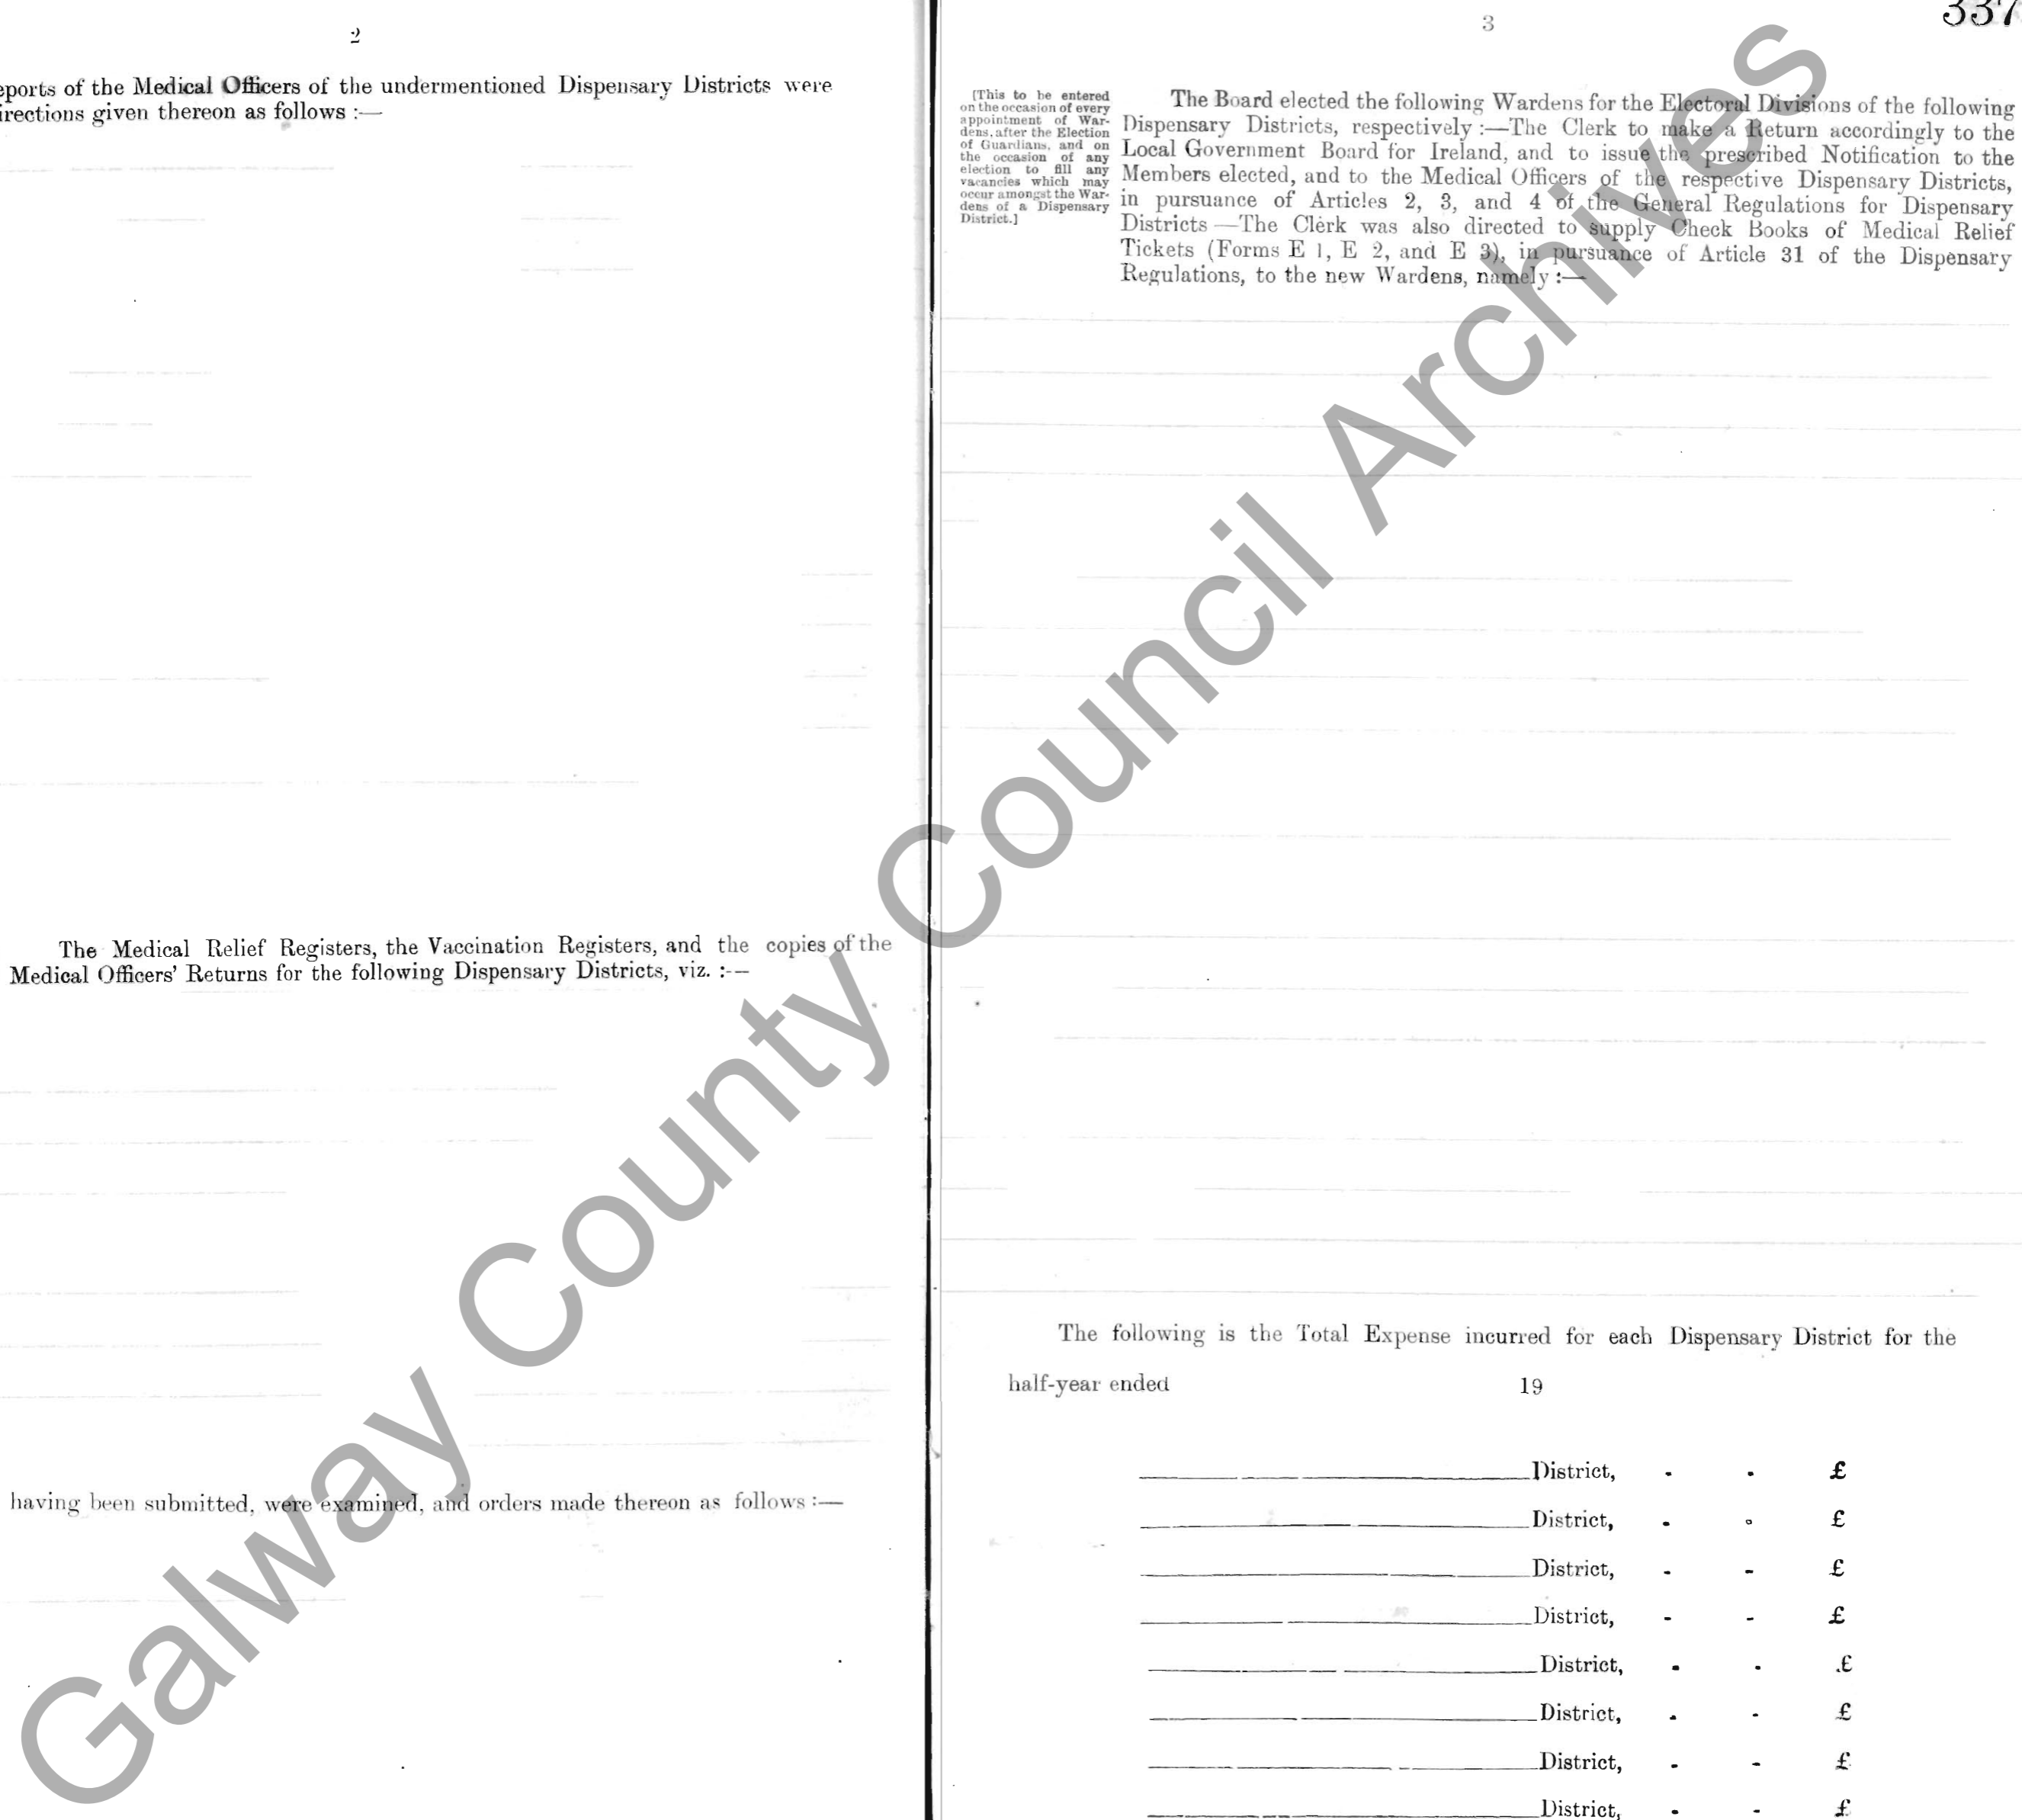 2
eports of the Medical Officers of the undermentioned Dispensary Districts were
irections given thereon as follows :—
The Medical Relief Registers, the Vaccination Registers, and the copies of the
Medical Officers' Returns for the following Dispensary Districts, viz. :—
having been submitted, were examined, and orders made thereon as follows :—
3
337
[This to be entered
on the occasion of every
appointment of War-
dens, after the Election
of Guardians, and on
the occasion of any
election to fill any
vacancies which may
occur amongst the War-
dens of a Dispensary
District.]
The Board elected the following Wardens for the Electoral Divisions of the following
Dispensary Districts, respectively :—The Clerk to make a Return accordingly to the
Local Government Board for Ireland, and to issue the prescribed Notification to the
Members elected, and to the Medical Officers of the respective Dispensary Districts,
in pursuance of Articles 2, 3, and 4 of the General Regulations for Dispensary
Districts —The Clerk was also directed to supply Check Books of Medical Relief
Tickets (Forms E 1, E 2, and E 3), in pursuance of Article 31 of the Dispensary
Regulations, to the new Wardens, namely :—
The following is the Total Expense incurred for each Dispensary District for the
half-year ended 19
District, - - £
District, - - £
District, - - £
District, - - £
District, - - £
District, - - £
District, - - £
District, - - £
Galway County Council Archives